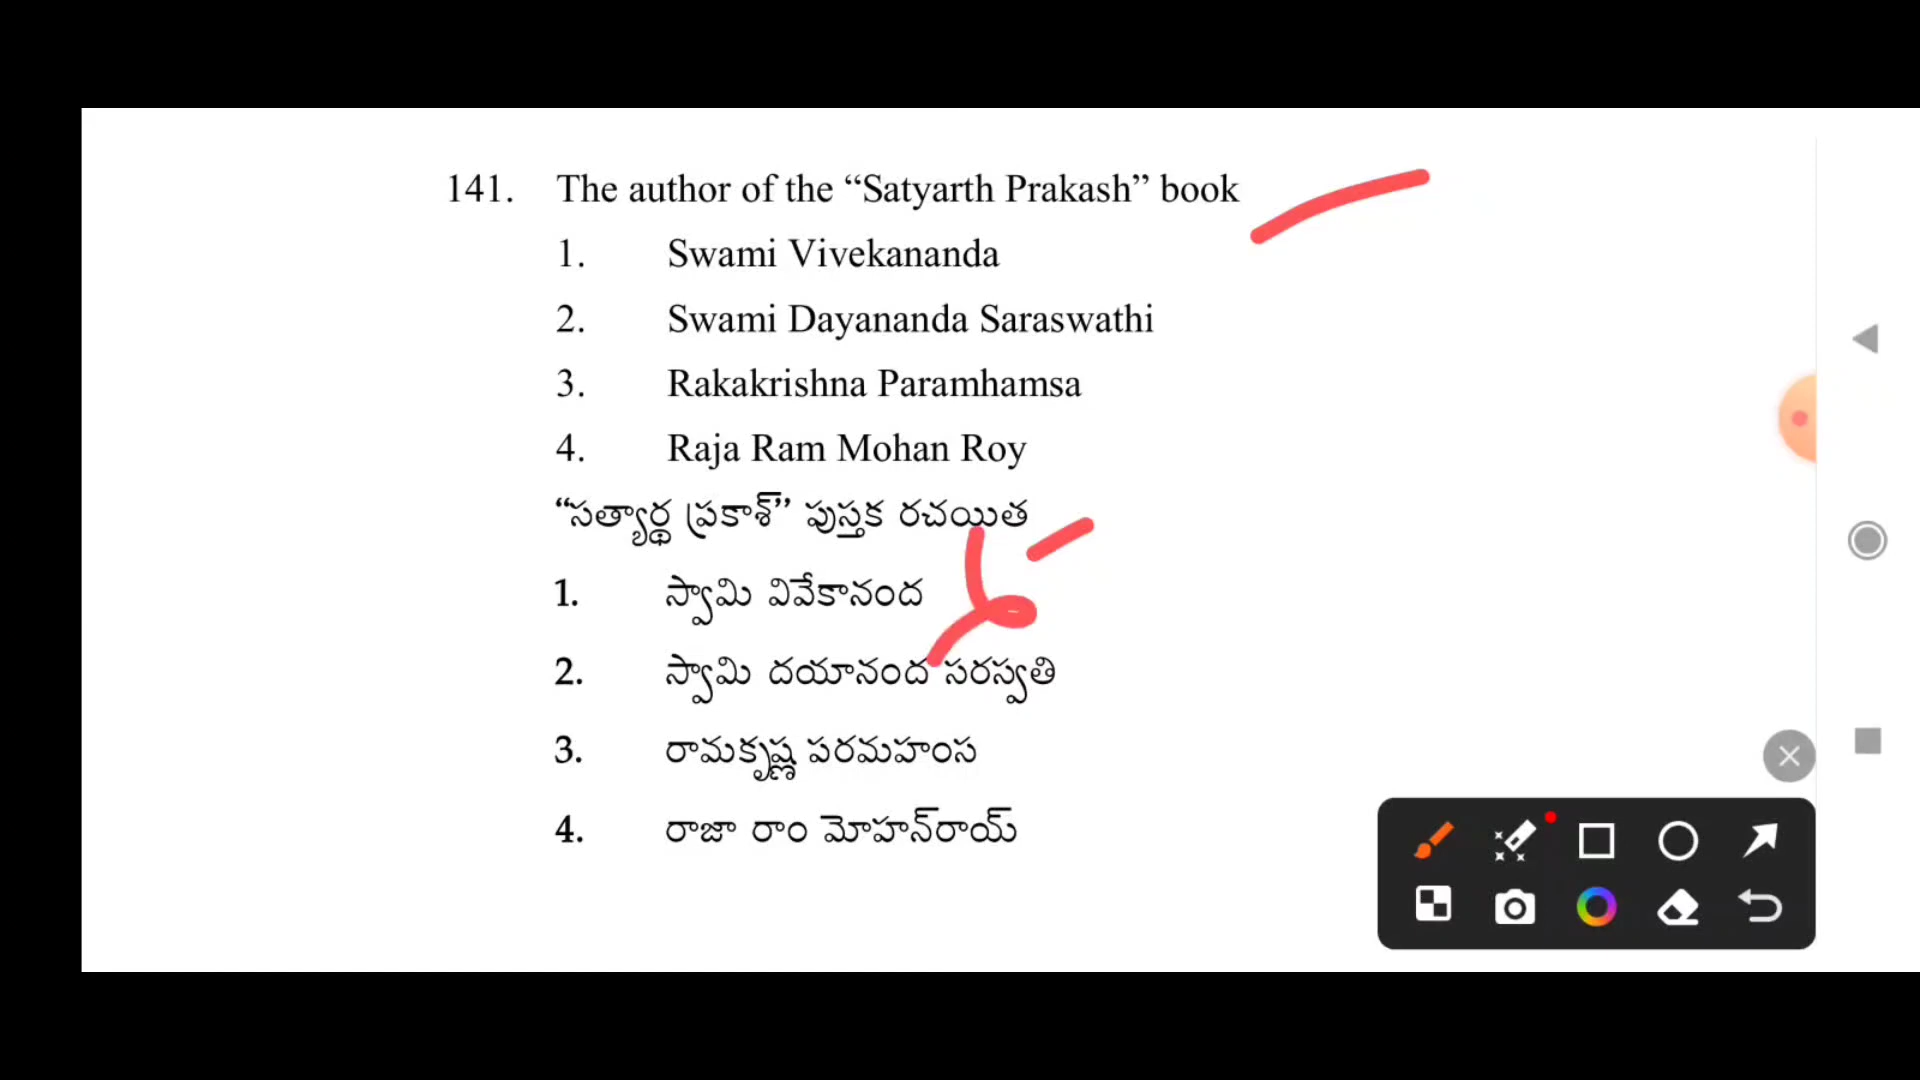 141. The author of the “Satyarth Prakash” book
1. Swami Vivekananda
2. Swami Dayananda Saraswathi
3. Rakakrishna Paramhamsa
4. Raja Ram Mohan Roy
“సత్యార్థ ప్రకాశ్” పుస్తక రచయిత
1. స్వామి వివేకానంద
2. స్వామి దయానంద సరస్వతి
3. రామకృష్ణ పరమహంస
4. రాజా రాం మోహన్‌రాయ్